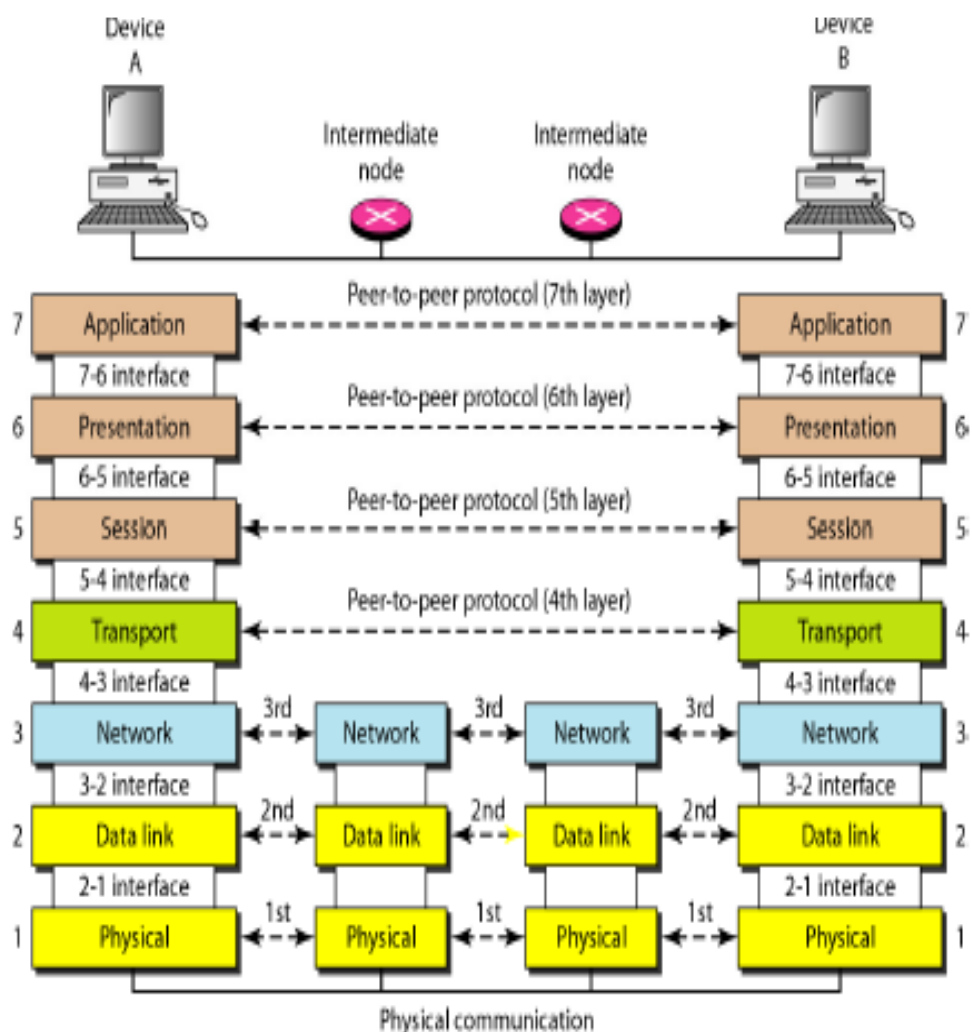 Device
A
Device
B
Intermediate
node
Intermediate
node
Peer-to-peer protocol (7th layer)
7 Application Application 7
7-6 interface 7-6 interface
Peer-to-peer protocol (6th layer)
6 Presentation Presentation 6
6-5 interface 6-5 interface
Peer-to-peer protocol (5th layer)
5 Session Session 5
5-4 interface 5-4 interface
Peer-to-peer protocol (4th layer)
4 Transport Transport 4
4-3 interface 4-3 interface
3rd 3rd 3rd
3 Network Network Network Network 3
3-2 interface 3-2 interface
2nd 2nd 2nd
2 Data link Data link Data link Data link 2
2-1 interface 2-1 interface
1st 1st 1st
1 Physical Physical Physical Physical 1
Physical communication